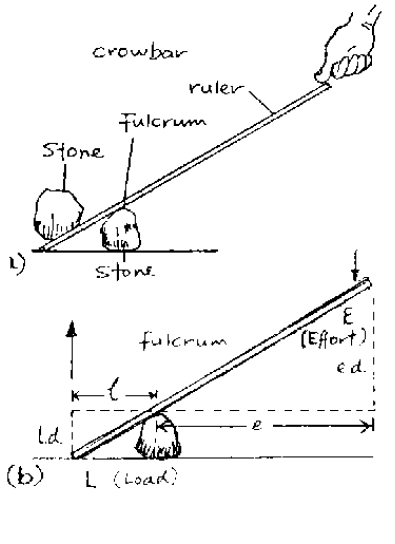 crowbar
ruler
Fulcrum
Stone
Stone
1)
fulcrum
E
(Effort)
e d.
l
e
l.d.
(b) L (Load)